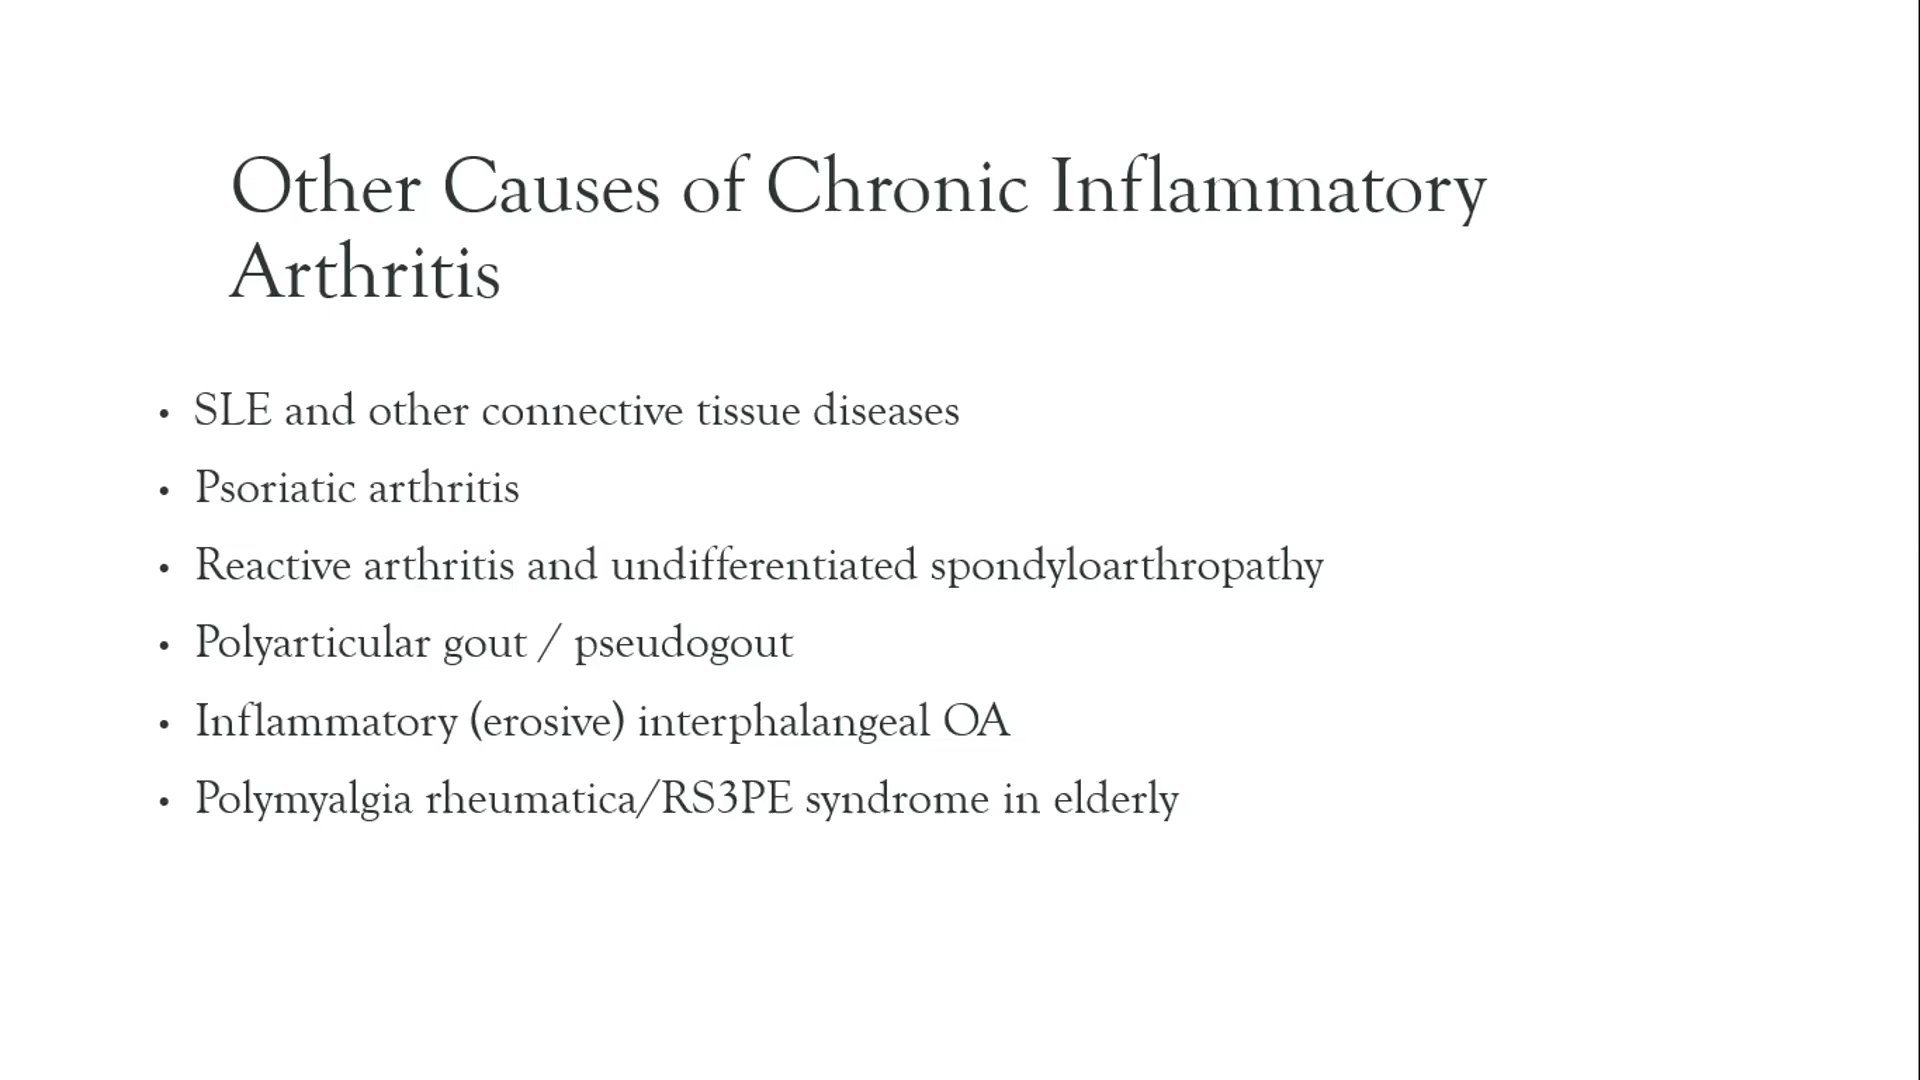 Other Causes of Chronic Inflammatory
Arthritis
• SLE and other connective tissue diseases
• Psoriatic arthritis
• Reactive arthritis and undifferentiated spondyloarthropathy
• Polyarticular gout / pseudogout
• Inflammatory (erosive) interphalangeal OA
• Polymyalgia rheumatica/RS3PE syndrome in elderly